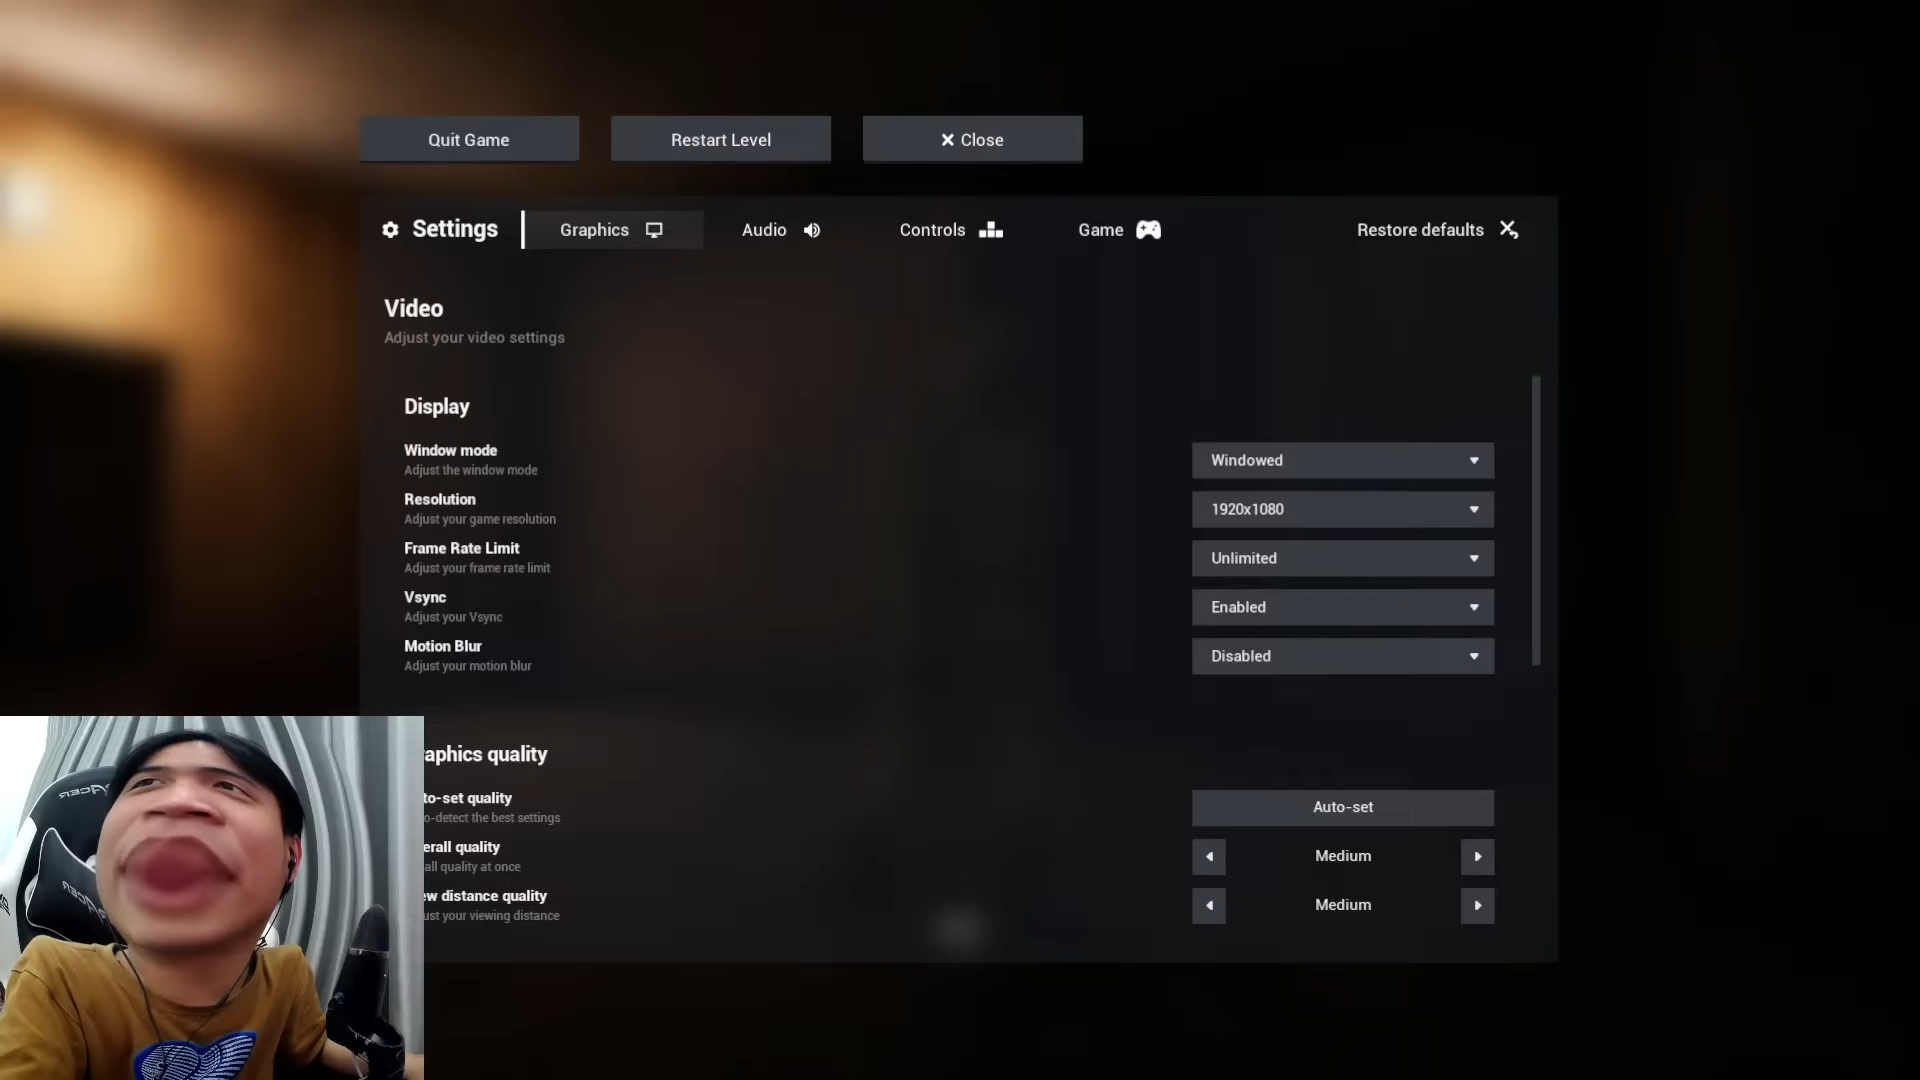 Quit Game
Restart Level
Close
Settings
Graphics
Audio
Controls
Game
Restore defaults
Video
Adjust your video settings
Display
Window mode
Adjust the window mode
Windowed
Resolution
Adjust your game resolution
1920x1080
Frame Rate Limit
Adjust your frame rate limit
Unlimited
Vsync
Adjust your Vsync
Enabled
Motion Blur
Adjust your motion blur
Disabled
aphics quality
to-set quality
o-detect the best settings
Auto-set
erall quality
all quality at once
Medium
ew distance quality
ust your viewing distance
Medium